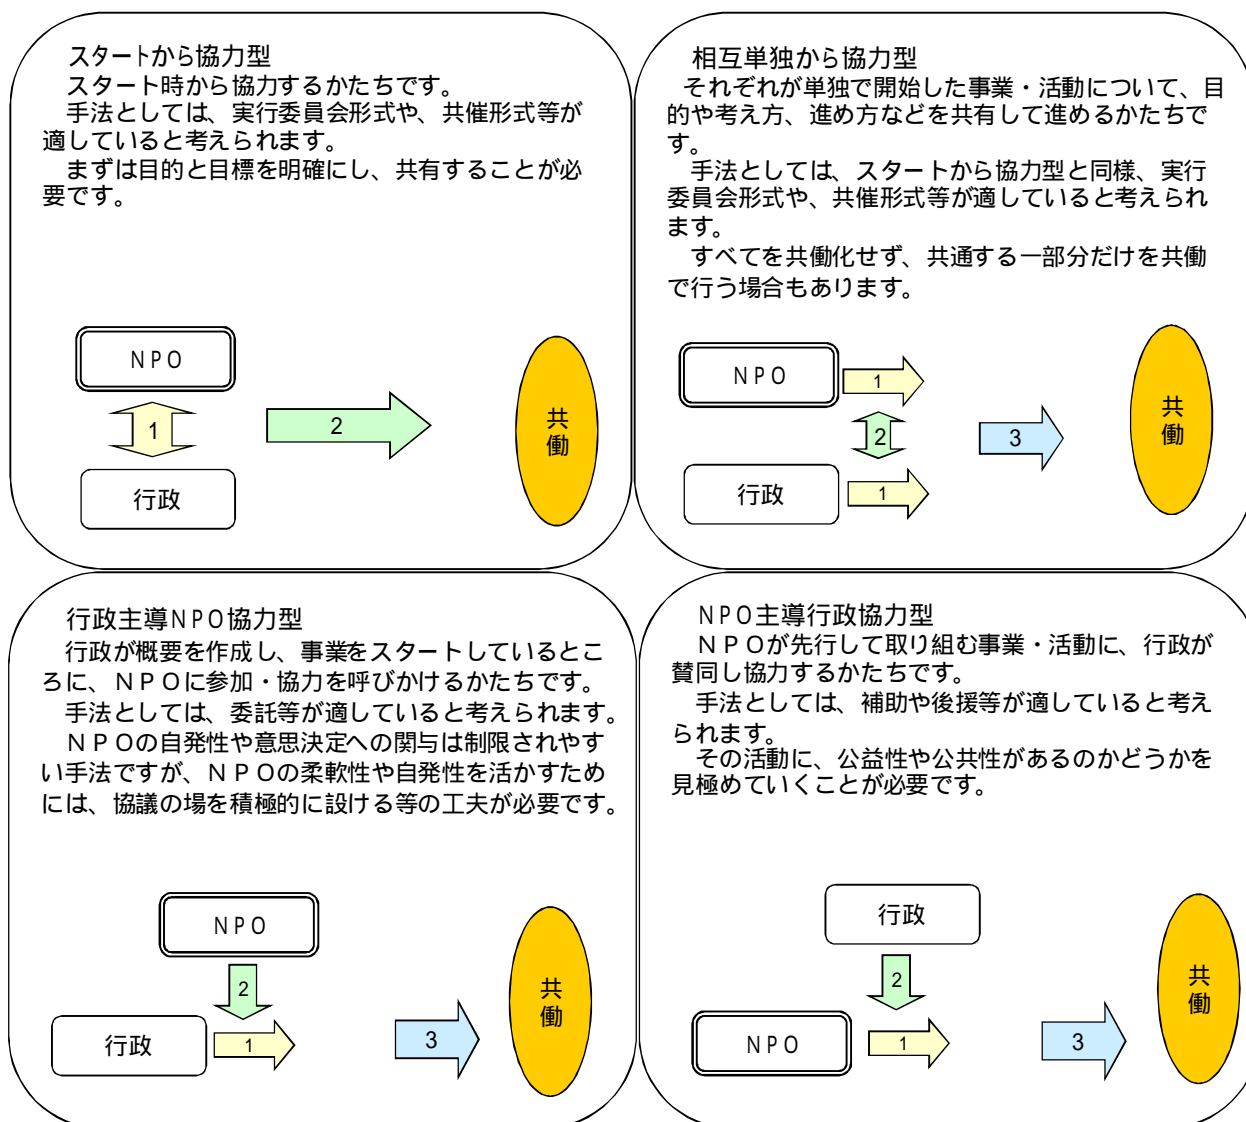 スタートから協力型
スタート時から協力するかたちです。
手法としては、実行委員会形式や、共催形式等が
適していると考えられます。
まずは目的と目標を明確にし、共有することが必
要です。
NPO
1
2
行政
共
働
相互単独から協力型
それぞれが単独で開始した事業・活動について、目
的や考え方、進め方などを共有して進めるかたちで
す。
手法としては、スタートから協力型と同様、実行
委員会形式や、共催形式等が適していると考えられ
ます。
すべてを共働化せず、共通する一部分だけを共働
で行う場合もあります。
NPO
1
2
3
行政
1
共
働
行政主導NPO協力型
行政が概要を作成し、事業をスタートしているとこ
ろに、ＮＰＯに参加・協力を呼びかけるかたちです。
手法としては、委託等が適していると考えられます。
ＮＰＯの自発性や意思決定への関与は制限されやす
い手法ですが、ＮＰＯの柔軟性や自発性を活かすため
には、協議の場を積極的に設ける等の工夫が必要です。
NPO
2
行政
1
3
共
働
NPO主導行政協力型
ＮＰＯが先行して取り組む事業・活動に、行政が
賛同し協力するかたちです。
手法としては、補助や後援等が適していると考え
られます。
その活動に、公益性や公共性があるのかどうかを
見極めていくことが必要です。
行政
2
NPO
1
3
共
働